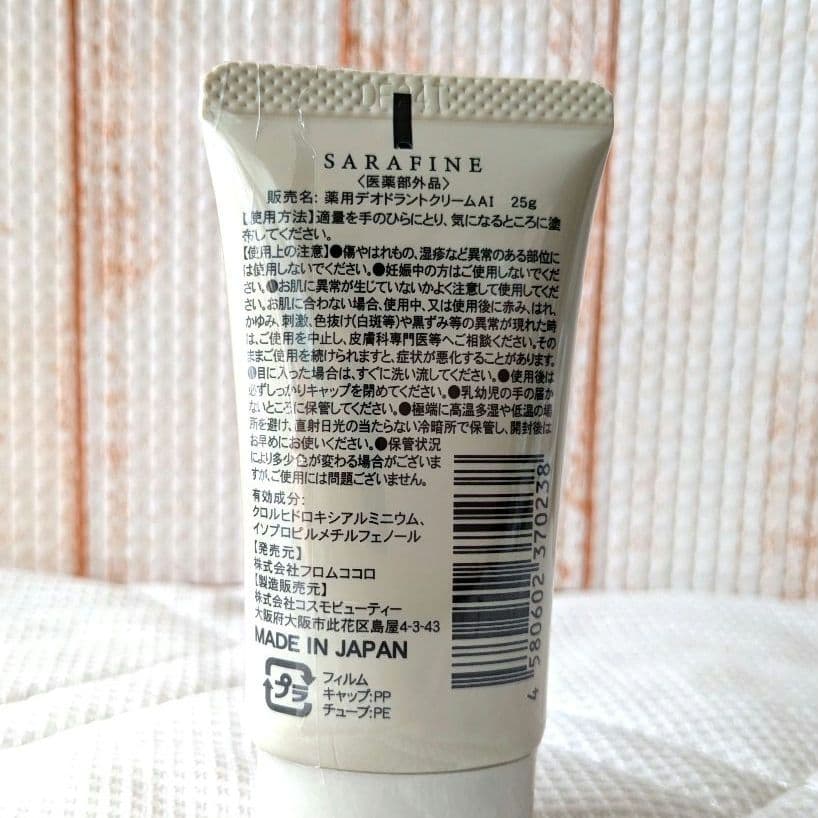 SARAFINE
〈医薬部外品〉
販売名: 薬用デオドラントクリームAI 25g
【使用方法】適量を手のひらにとり、気になるところに塗
布してください。
【使用上の注意】●傷やはれもの、湿疹など異常のある部位に
は使用しないでください。●妊娠中の方はご使用しないでくだ
さい。●お肌に異常が生じていないかよく注意して使用してくだ
さい。お肌に合わない場合、使用中、又は使用後に赤み、はれ、
かゆみ、刺激、色抜け(白斑等)や黒ずみ等の異常が現れた時
は、ご使用を中止し、皮膚科専門医等へご相談ください。その
ままご使用を続けられますと、症状が悪化することがあります。
●目に入った場合は、すぐに洗い流してください。●使用後は
必ずしっかりキャップを閉めてください。●乳幼児の手の届か
ないところに保管してください。●極端に高温多湿や低温の場
所を避け、直射日光の当たらない冷暗所で保管し、開封後は
お早めにお使いください。●保管状況
により多少色が変わる場合がございま
すが、ご使用には問題ございません。
有効成分:
クロルヒドロキシアルミニウム、
イソプロピルメチルフェノール
【発売元】
株式会社フロムココロ
【製造販売元】
株式会社コスモビューティー
大阪府大阪市此花区島屋4-3-43
MADE IN JAPAN
プラ
フィルム
キャップ:PP
チューブ:PE
4 580602 370238